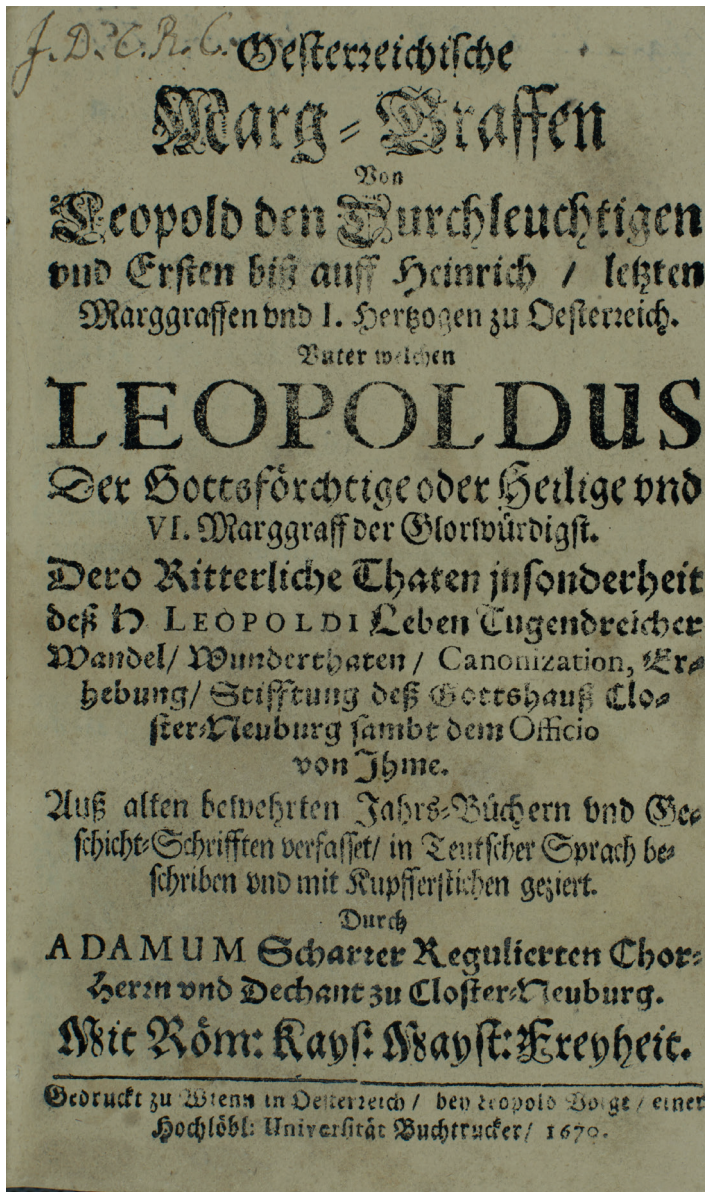 J. D. C. R. C.
Oesterreichische
Marg-Graffen
Von
Leopold den Durchleuchtigen
vnd Ersten biß auff Heinrich / letzten
Marggraffen vnd I. Hertzogen zu Oesterreich.
Vnter welchen
LEOPOLDUS
Der Gottsförchtige oder Heilige vnd
VI. Marggraff der Glorwürdigst.
Dero Ritterliche Thaten jnsonderheit
deß H LEOPOLDI Leben Tugendreicher
Wandel/ Wunderthaten / Canonization, Er-
hebung/ Stifftung deß Gottshauß Clo-
ster-Neuburg sambt dem Officio
von Jhme.
Auß alten bewehrten Jahrs-Büchern vnd Ge-
schicht-Schrifften verfasset/ in Teutscher Sprach be-
schriben vnd mit Kupfferstichen geziert.
Durch
ADAMUM Scharrer Regulierten Chor-
Herrn vnd Dechant zu Closter-Neuburg.
Mit Röm: Kays: Mayst: Freyheit.
Gedruckt zu Wienn in Oesterreich / bey Leopold Voigt / einer
Hochlöbl: Universität Buchtrucker/ 1670.